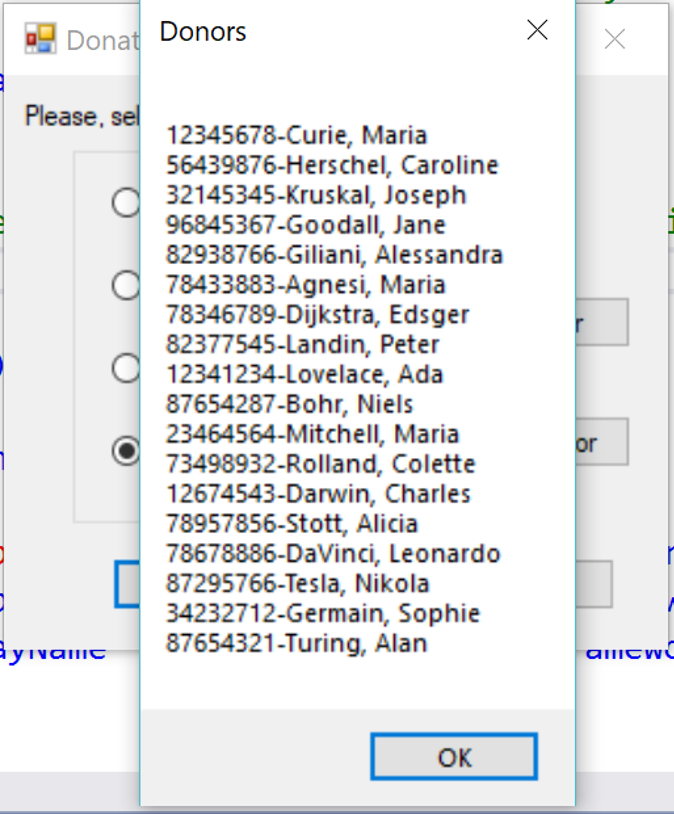 Donors
Donat
Please, sel
12345678-Curie, Maria
56439876-Herschel, Caroline
32145345-Kruskal, Joseph
96845367-Goodall, Jane
82938766-Giliani, Alessandra
78433883-Agnesi, Maria
78346789-Dijkstra, Edsger
82377545-Landin, Peter
12341234-Lovelace, Ada
87654287-Bohr, Niels
23464564-Mitchell, Maria
73498932-Rolland, Colette
12674543-Darwin, Charles
78957856-Stott, Alicia
78678886-DaVinci, Leonardo
87295766-Tesla, Nikola
34232712-Germain, Sophie
87654321-Turing, Alan
r
or
OK